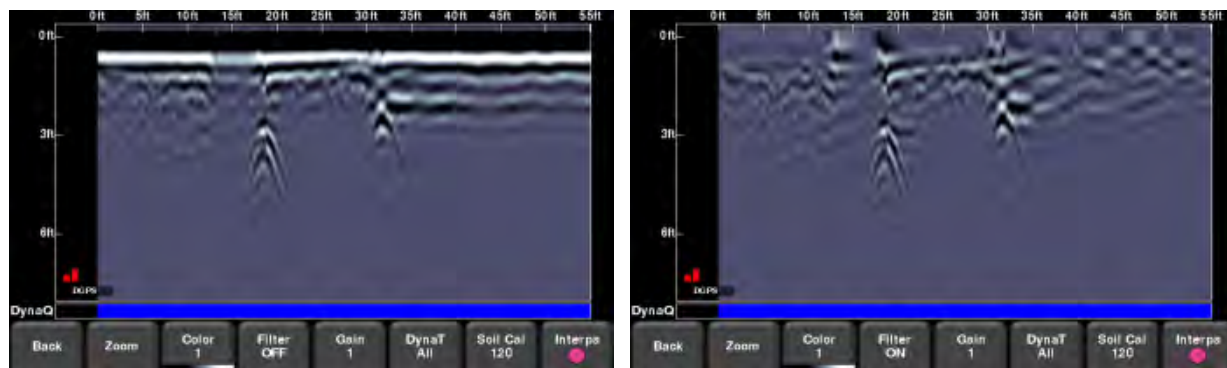 0ft 5ft 10ft 15ft 20ft 25ft 30ft 35ft 40ft 45ft 50ft 55ft
0ft
3ft
6ft
DGPS
DynaQ
Back Zoom Color 1 Filter OFF Gain 1 DynaT All Soil Cal 120 Interps
0ft 5ft 10ft 15ft 20ft 25ft 30ft 35ft 40ft 45ft 50ft 55ft
0ft
3ft
6ft
DGPS
DynaQ
Back Zoom Color 1 Filter ON Gain 1 DynaT All Soil Cal 120 Interps